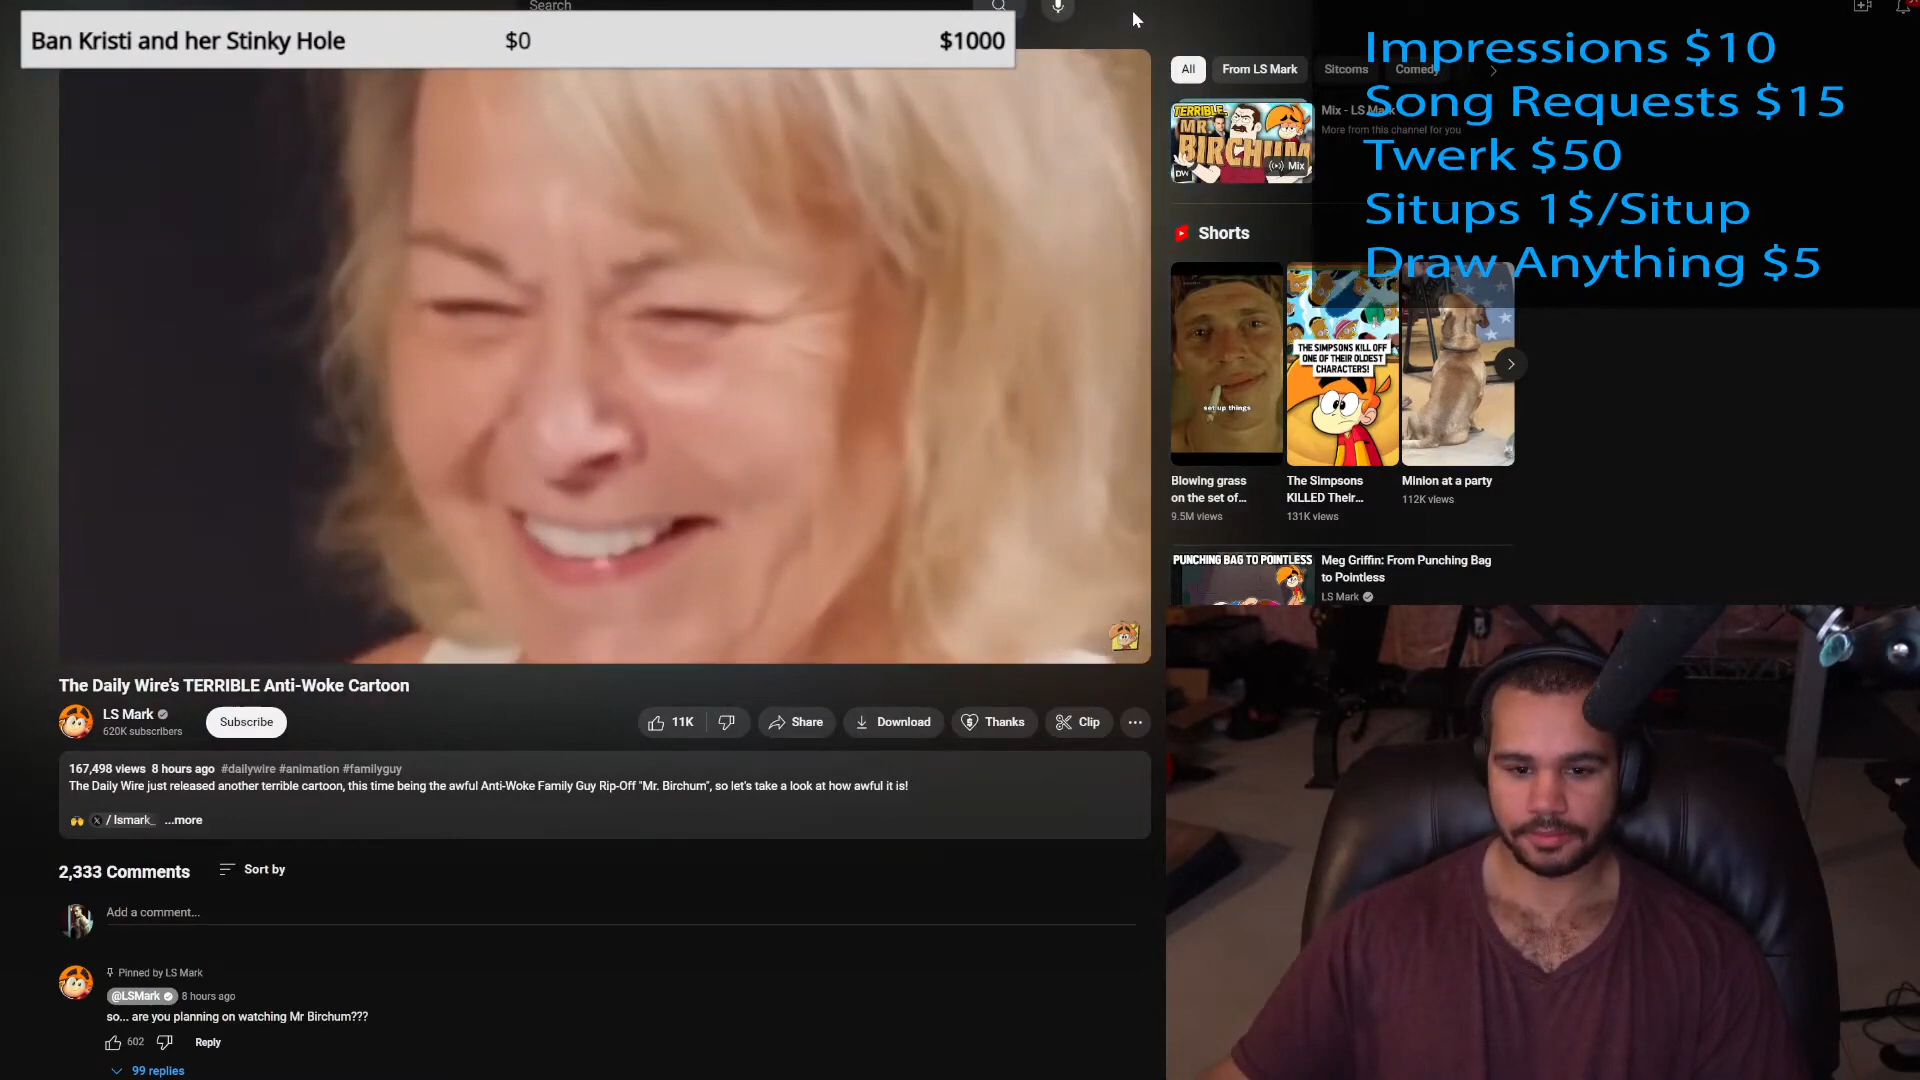 Search
Ban Kristi and her Stinky Hole $0 $1000
Impressions $10
Song Requests $15
Twerk $50
Situps 1$/Situp
Draw Anything $5
All From LS Mark Sitcoms Comedy
TERRIBLE
MR
BIRCHUM
DW
Mix
Mix - LS Mark
More from this channel for you
Shorts
set up things
THE SIMPSONS KILL OFF
ONE OF THEIR OLDEST
CHARACTERS!
Blowing grass
on the set of...
9.5M views
The Simpsons
KILLED Their...
131K views
Minion at a party
112K views
PUNCHING BAG TO POINTLESS
Meg Griffin: From Punching Bag
to Pointless
LS Mark
The Daily Wire's TERRIBLE Anti-Woke Cartoon
LS Mark
620K subscribers
Subscribe
11K Share Download Thanks Clip
167,498 views 8 hours ago #dailywire #animation #familyguy
The Daily Wire just released another terrible cartoon, this time being the awful Anti-Woke Family Guy Rip-Off "Mr. Birchum", so let's take a look at how awful it is!
X / lsmark_ ...more
2,333 Comments Sort by
Add a comment...
Pinned by LS Mark
@LSMark 8 hours ago
so... are you planning on watching Mr Birchum???
602 Reply
99 replies